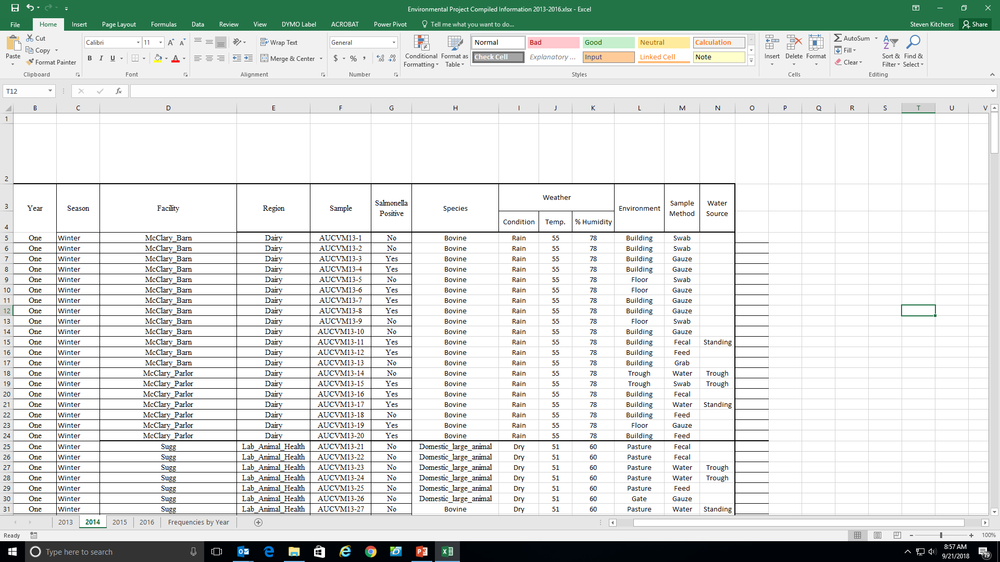 Environmental Project Compiled Information 2013-2016.xlsx - Excel
File Home Insert Page Layout Formulas Data Review View DYMO Label ACROBAT Power Pivot Tell me what you want to do... Steven Kitchens Share
Paste Cut Copy Format Painter
Calibri 11 B I U A
Wrap Text Merge & Center
General $ % ,
Conditional Formatting Format as Table
Normal Bad Good Neutral Calculation
Check Cell Explanatory ... Input Linked Cell Note
Insert Delete Format
AutoSum Fill Clear Sort & Filter Find & Select
Clipboard Font Alignment Number Styles Cells Editing
T12 fx
B C D E F G H I J K L M N O P Q R S T U V
1
2
3 Year Season Facility Region Sample Salmonella Positive Species Weather Environment Sample Method Water Source
4 Condition Temp. % Humidity
5 One Winter McClary_Barn Dairy AUCVM13-1 No Bovine Rain 55 78 Building Swab
6 One Winter McClary_Barn Dairy AUCVM13-2 No Bovine Rain 55 78 Building Swab
7 One Winter McClary_Barn Dairy AUCVM13-3 Yes Bovine Rain 55 78 Building Gauze
8 One Winter McClary_Barn Dairy AUCVM13-4 Yes Bovine Rain 55 78 Building Gauze
9 One Winter McClary_Barn Dairy AUCVM13-5 No Bovine Rain 55 78 Floor Swab
10 One Winter McClary_Barn Dairy AUCVM13-6 Yes Bovine Rain 55 78 Floor Gauze
11 One Winter McClary_Barn Dairy AUCVM13-7 Yes Bovine Rain 55 78 Building Gauze
12 One Winter McClary_Barn Dairy AUCVM13-8 Yes Bovine Rain 55 78 Building Gauze
13 One Winter McClary_Barn Dairy AUCVM13-9 No Bovine Rain 55 78 Floor Swab
14 One Winter McClary_Barn Dairy AUCVM13-10 No Bovine Rain 55 78 Building Gauze
15 One Winter McClary_Barn Dairy AUCVM13-11 Yes Bovine Rain 55 78 Building Fecal Standing
16 One Winter McClary_Barn Dairy AUCVM13-12 Yes Bovine Rain 55 78 Building Feed
17 One Winter McClary_Barn Dairy AUCVM13-13 No Bovine Rain 55 78 Building Grab
18 One Winter McClary_Parlor Dairy AUCVM13-14 No Bovine Rain 55 78 Trough Water Trough
19 One Winter McClary_Parlor Dairy AUCVM13-15 Yes Bovine Rain 55 78 Trough Swab Trough
20 One Winter McClary_Parlor Dairy AUCVM13-16 Yes Bovine Rain 55 78 Building Fecal
21 One Winter McClary_Parlor Dairy AUCVM13-17 Yes Bovine Rain 55 78 Building Water Standing
22 One Winter McClary_Parlor Dairy AUCVM13-18 No Bovine Rain 55 78 Building Feed
23 One Winter McClary_Parlor Dairy AUCVM13-19 Yes Bovine Rain 55 78 Floor Gauze
24 One Winter McClary_Parlor Dairy AUCVM13-20 Yes Bovine Rain 55 78 Building Feed
25 One Winter Sugg Lab_Animal_Health AUCVM13-21 No Domestic_large_animal Dry 51 60 Pasture Fecal
26 One Winter Sugg Lab_Animal_Health AUCVM13-22 No Domestic_large_animal Dry 51 60 Pasture Fecal
27 One Winter Sugg Lab_Animal_Health AUCVM13-23 No Domestic_large_animal Dry 51 60 Pasture Water Trough
28 One Winter Sugg Lab_Animal_Health AUCVM13-24 No Domestic_large_animal Dry 51 60 Pasture Water Trough
29 One Winter Sugg Lab_Animal_Health AUCVM13-25 No Domestic_large_animal Dry 51 60 Pasture Feed
30 One Winter Sugg Lab_Animal_Health AUCVM13-26 No Domestic_large_animal Dry 51 60 Gate Gauze
31 One Winter Sugg Lab_Animal_Health AUCVM13-27 No Bovine Dry 51 60 Pasture Water Standing
2013 2014 2015 2016 Frequencies by Year
Ready 100%
Type here to search
8:57 AM
9/21/2018
19